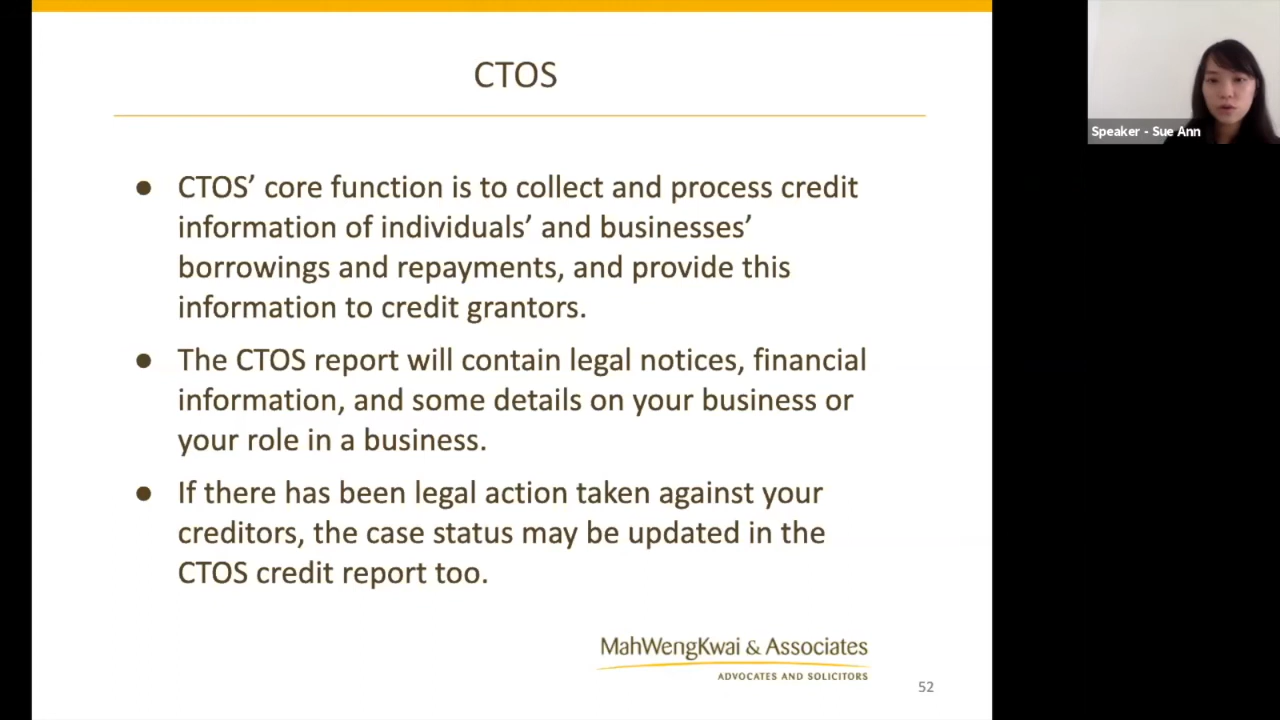 CTOS
● CTOS’ core function is to collect and process credit
information of individuals’ and businesses’
borrowings and repayments, and provide this
information to credit grantors.
● The CTOS report will contain legal notices, financial
information, and some details on your business or
your role in a business.
● If there has been legal action taken against your
creditors, the case status may be updated in the
CTOS credit report too.
MahWengKwai & Associates
ADVOCATES AND SOLICITORS
52
Speaker - Sue Ann